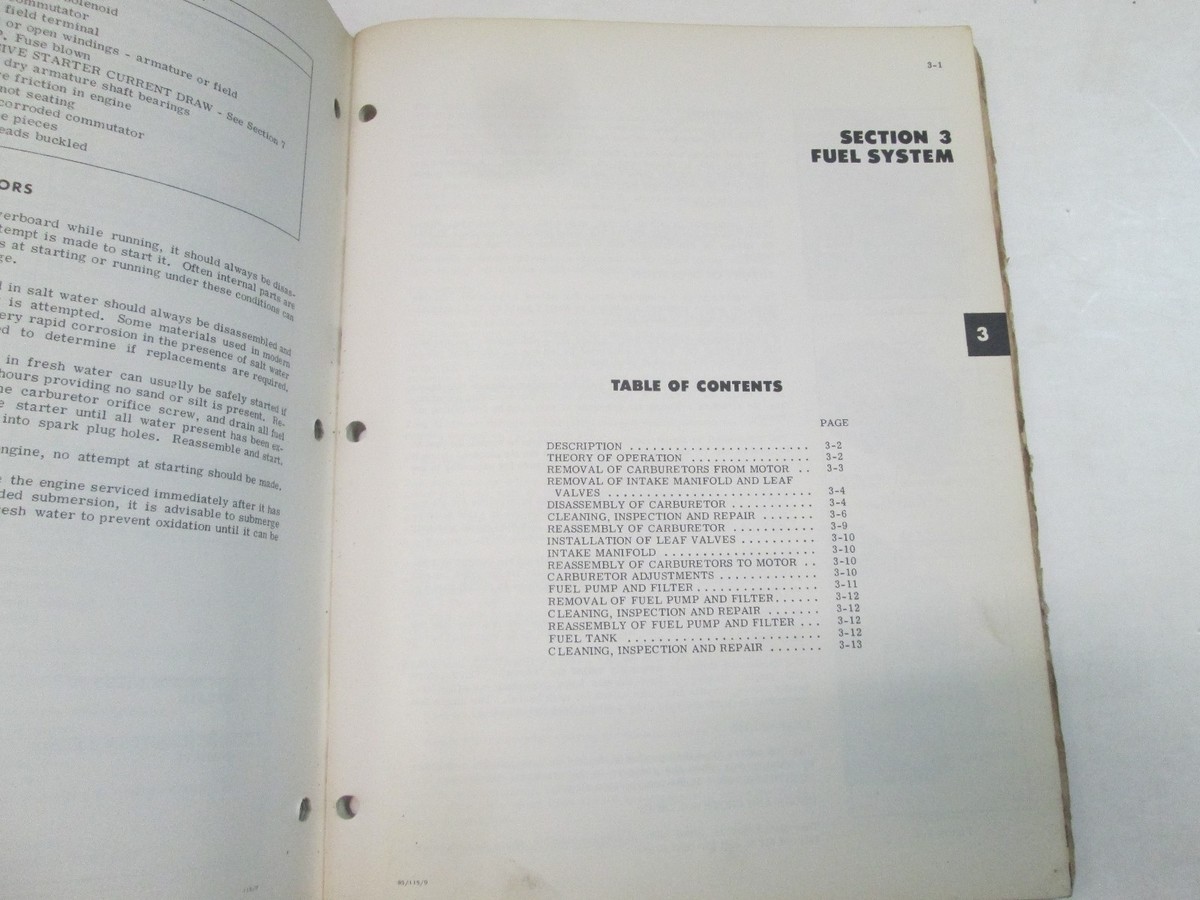 solenoid
commutator
field terminal
or open windings - armature or field
Fuse blown
STARTER CURRENT DRAW - See Section 7
dry armature shaft bearings
friction in engine
not seating
corroded commutator
pieces
buckled
while running, it should always be disas-
is made to start it. Often internal parts are
at starting or running under these conditions can
in salt water should always be disassembled and
is attempted. Some materials used in modern
rapid corrosion in the presence of salt water
to determine if replacements are required.
in fresh water can usually be safely started if
hours providing no sand or silt is present. Re-
carburetor orifice screw, and drain all fuel
starter until all water present has been ex-
into spark plug holes. Reassemble and start.
engine, no attempt at starting should be made.
the engine serviced immediately after it has
submersion, it is advisable to submerge
water to prevent oxidation until it can be
3-1
SECTION 3
FUEL SYSTEM
3
TABLE OF CONTENTS
PAGE
DESCRIPTION ........................ 3-2
THEORY OF OPERATION ................ 3-2
REMOVAL OF CARBURETORS FROM MOTOR .. 3-3
REMOVAL OF INTAKE MANIFOLD AND LEAF
VALVES ........................... 3-4
DISASSEMBLY OF CARBURETOR ........... 3-4
CLEANING, INSPECTION AND REPAIR ....... 3-6
REASSEMBLY OF CARBURETOR ........... 3-9
INSTALLATION OF LEAF VALVES .......... 3-10
INTAKE MANIFOLD .................... 3-10
REASSEMBLY OF CARBURETORS TO MOTOR .. 3-10
CARBURETOR ADJUSTMENTS ............. 3-10
FUEL PUMP AND FILTER ................ 3-11
REMOVAL OF FUEL PUMP AND FILTER ...... 3-12
CLEANING, INSPECTION AND REPAIR ....... 3-12
REASSEMBLY OF FUEL PUMP AND FILTER ... 3-12
FUEL TANK .......................... 3-12
CLEANING, INSPECTION AND REPAIR ....... 3-13